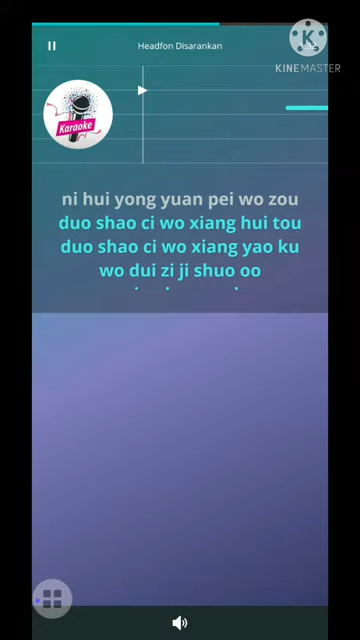 Headfon Disarankan
K
KINEMASTER
Karaoke
ni hui yong yuan pei wo zou
duo shao ci wo xiang hui tou
duo shao ci wo xiang yao ku
wo dui zi ji shuo oo